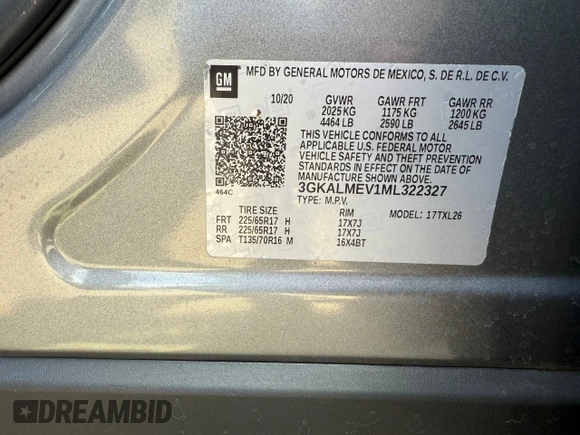 GM MFD BY GENERAL MOTORS DE MEXICO, S. DE R.L. DE C.V.
10/20 GVWR GAWR FRT GAWR RR
2025 KG 1175 KG 1200 KG
4464 LB 2590 LB 2645 LB
THIS VEHICLE CONFORMS TO ALL
APPLICABLE U.S. FEDERAL MOTOR
VEHICLE SAFETY AND THEFT PREVENTION
STANDARDS IN EFFECT ON THE DATE OF
MANUFACTURE SHOWN ABOVE.
464C 3GKALMEV1ML322327
TYPE: M.P.V. MODEL: 17TXL26
TIRE SIZE RIM
FRT 225/65R17 H 17X7J
RR 225/65R17 H 17X7J
SPA T135/70R16 M 16X4BT
DREAMBID